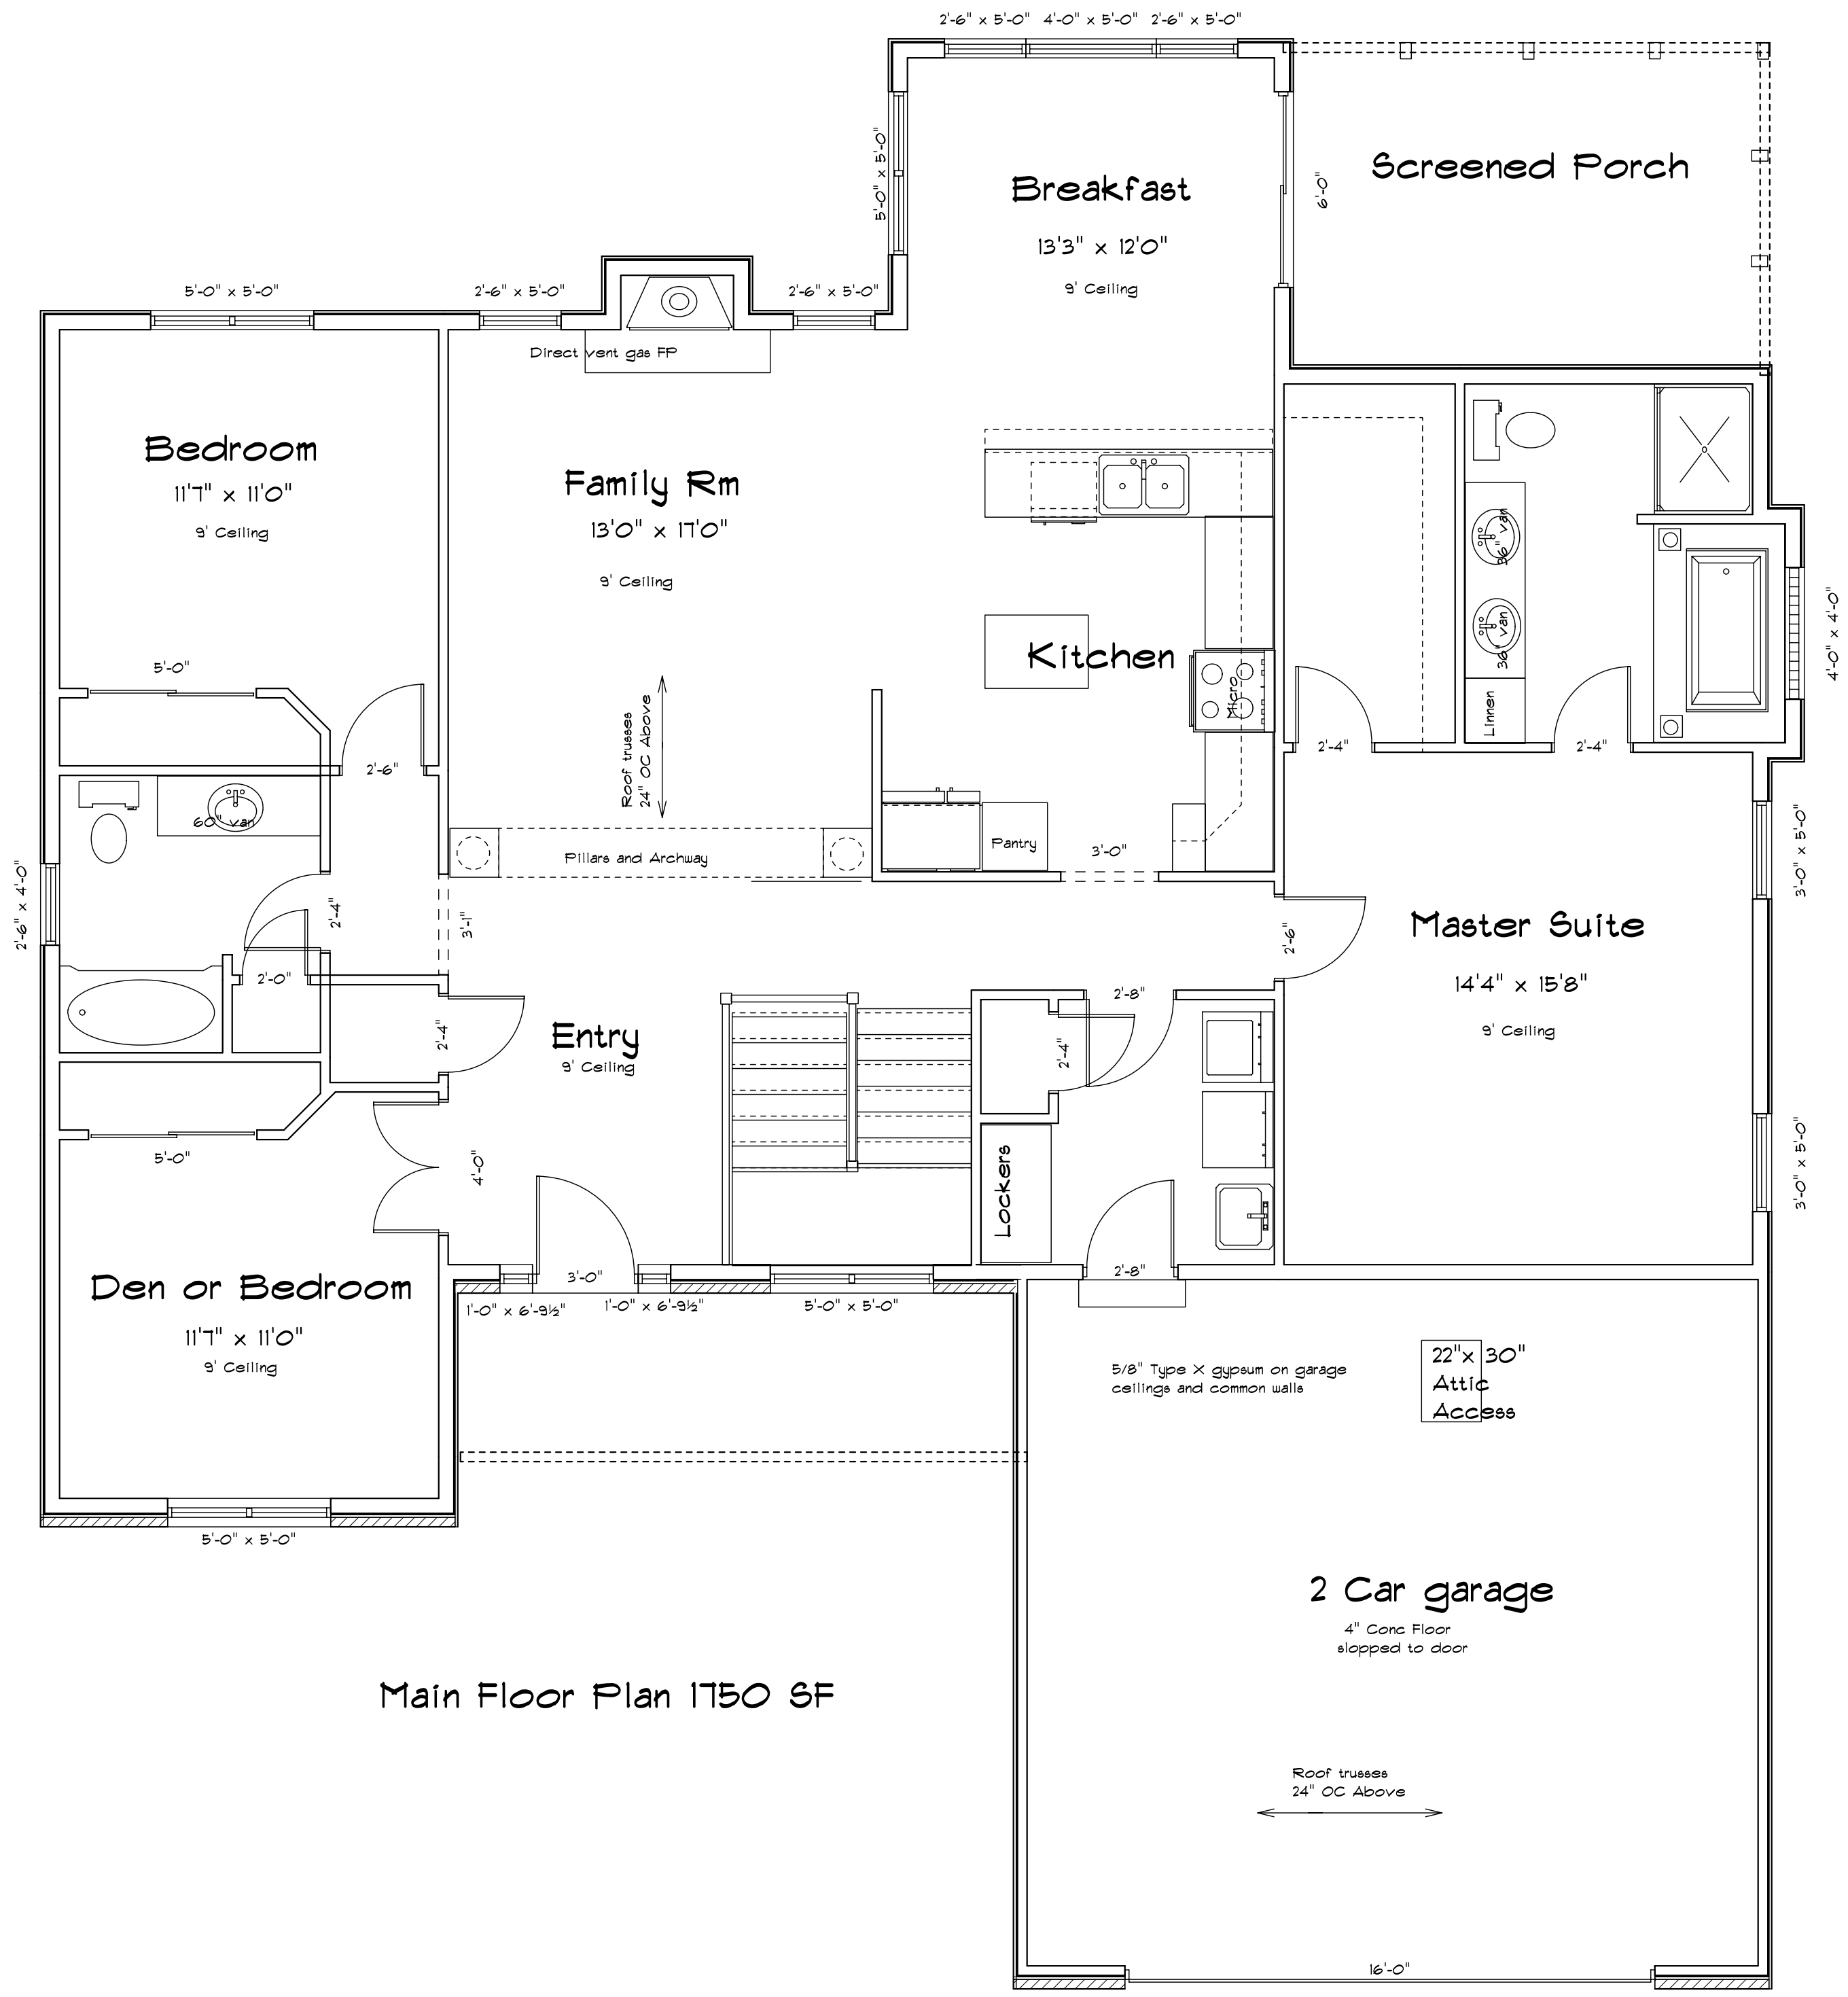 2'-6" x 5'-0" 4'-0" x 5'-0" 2'-6" x 5'-0"
5'-0" x 5'-0"
Breakfast
13'3" x 12'0"
9' Ceiling
6'-0"
Screened Porch
5'-0" x 5'-0"
2'-6" x 5'-0"
2'-6" x 5'-0"
Direct vent gas FP
Bedroom
11'7" x 11'0"
9' Ceiling
5'-0"
Family Rm
13'0" x 17'0"
9' Ceiling
Roof trusses
24" OC Above
Kitchen
Micro
36" van
36" van
Linnen
4'-0" x 4'-0"
2'-4"
2'-4"
2'-6"
60" van
Pillars and Archway
Pantry
3'-0"
3'-0" x 5'-0"
2'-6" x 4'-0"
2'-4"
3'-1"
2'-6"
Master Suite
14'4" x 15'8"
9' Ceiling
2'-0"
2'-4"
Entry
9' Ceiling
2'-8"
2'-4"
5'-0"
4'-0"
Lockers
3'-0" x 5'-0"
3'-0"
2'-8"
1'-0" x 6'-9½"
1'-0" x 6'-9½"
5'-0" x 5'-0"
Den or Bedroom
11'7" x 11'0"
9' Ceiling
5/8" Type X gypsum on garage
ceilings and common walls
22"x 30"
Attic
Access
5'-0" x 5'-0"
2 Car garage
4" Conc Floor
slopped to door
Main Floor Plan 1750 SF
Roof trusses
24" OC Above
16'-0"